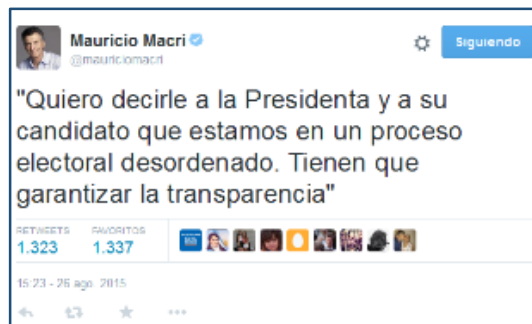 Mauricio Macri
@mauriciomacri
Siguiendo
"Quiero decirle a la Presidenta y a su
candidato que estamos en un proceso
electoral desordenado. Tienen que
garantizar la transparencia"
RETWEETS FAVORITOS
1.323 1.337
15:23 - 26 ago. 2015